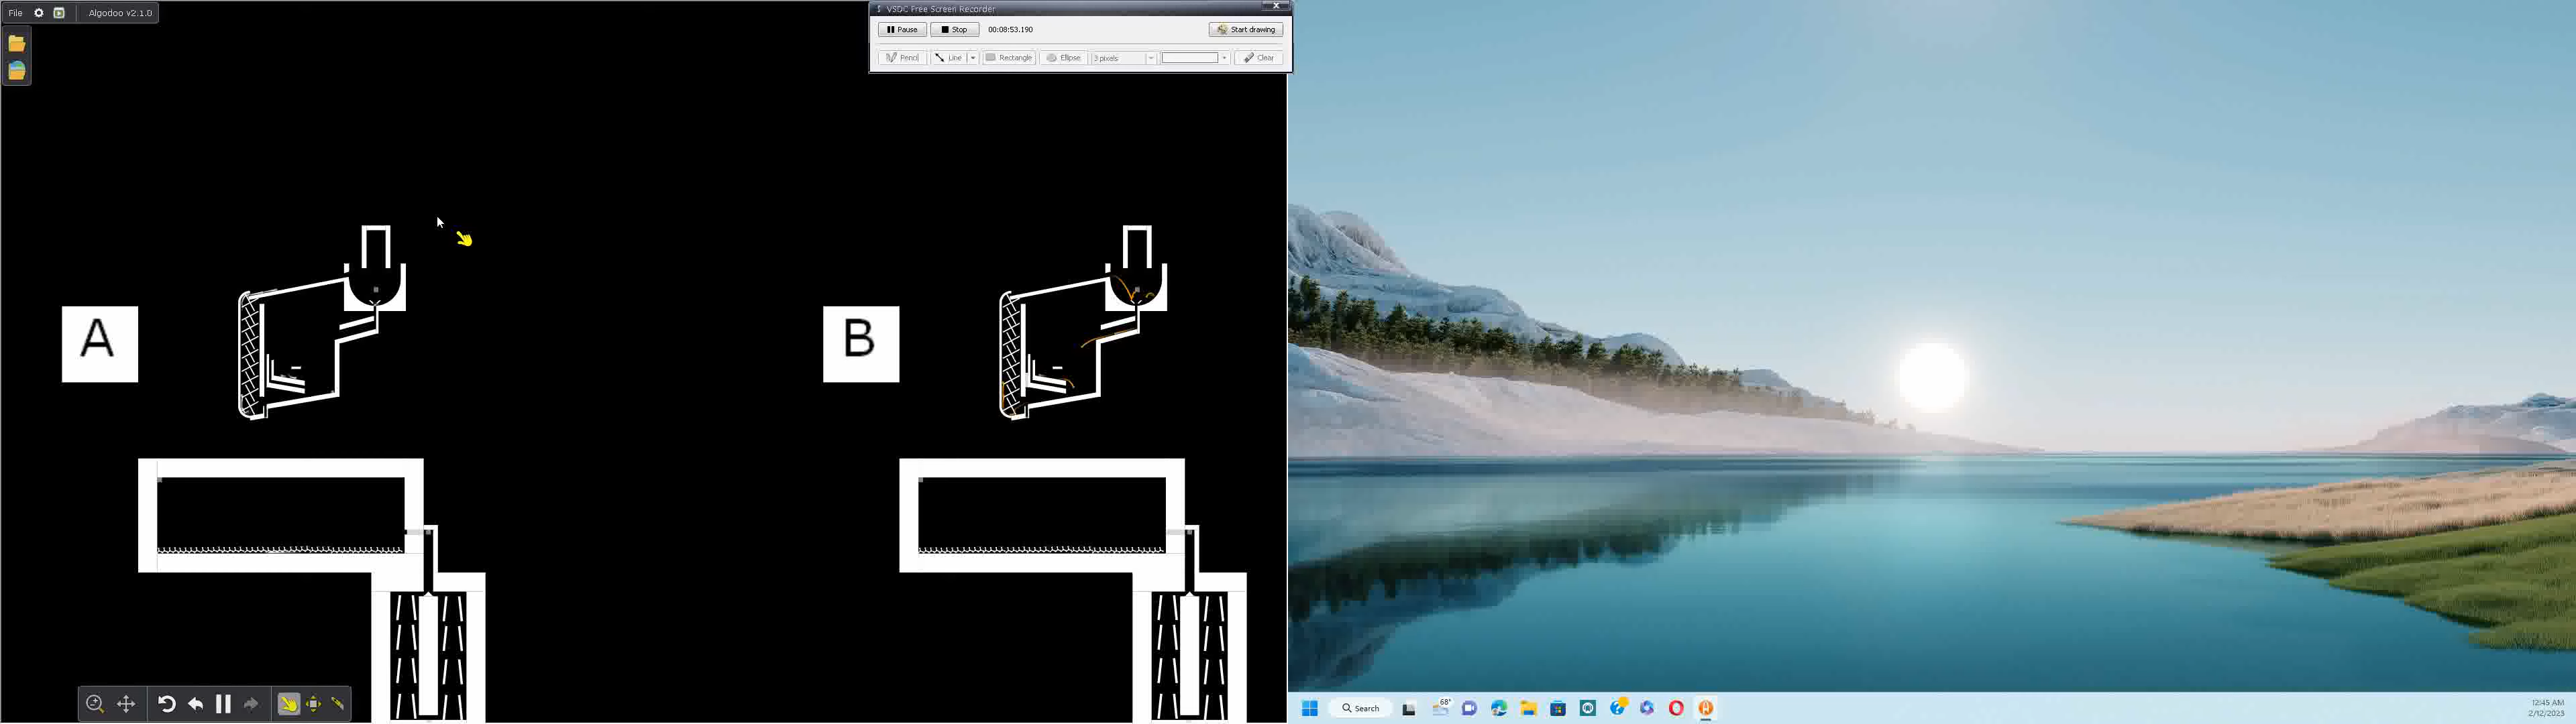 File
Algodoo v2.1.0
VSDC Free Screen Recorder
Pause
Stop
00:08:53.190
Start drawing
Pencil
Line
Rectangle
Ellipse
3 pixels
Clear
A
B
Search
68°
12:45 AM
2/12/2023